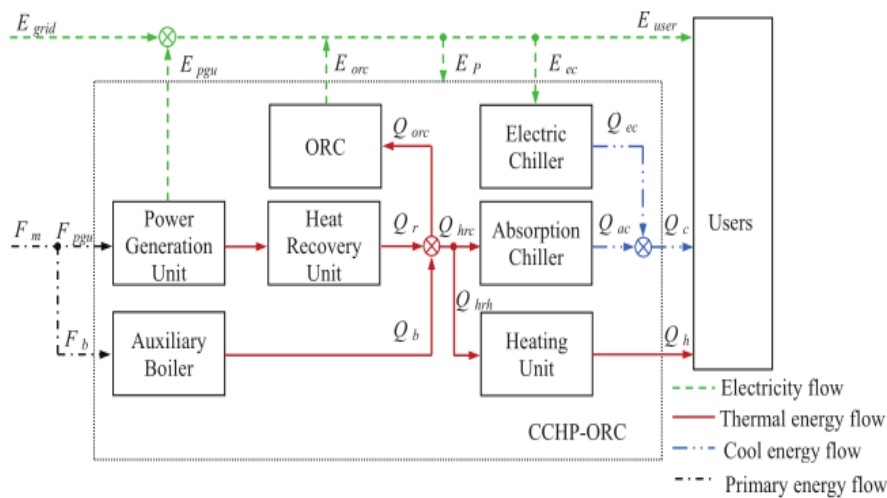 E grid
E user
E pgu
E orc
E P
E ec
ORC
Q orc
Electric
Chiller
Q ec
F m
F pgu
Power
Generation
Unit
Heat
Recovery
Unit
Q r
Q hrc
Absorption
Chiller
Q ac
Q c
Users
F b
Auxiliary
Boiler
Q b
Q hrh
Heating
Unit
Q h
CCHP-ORC
Electricity flow
Thermal energy flow
Cool energy flow
Primary energy flow